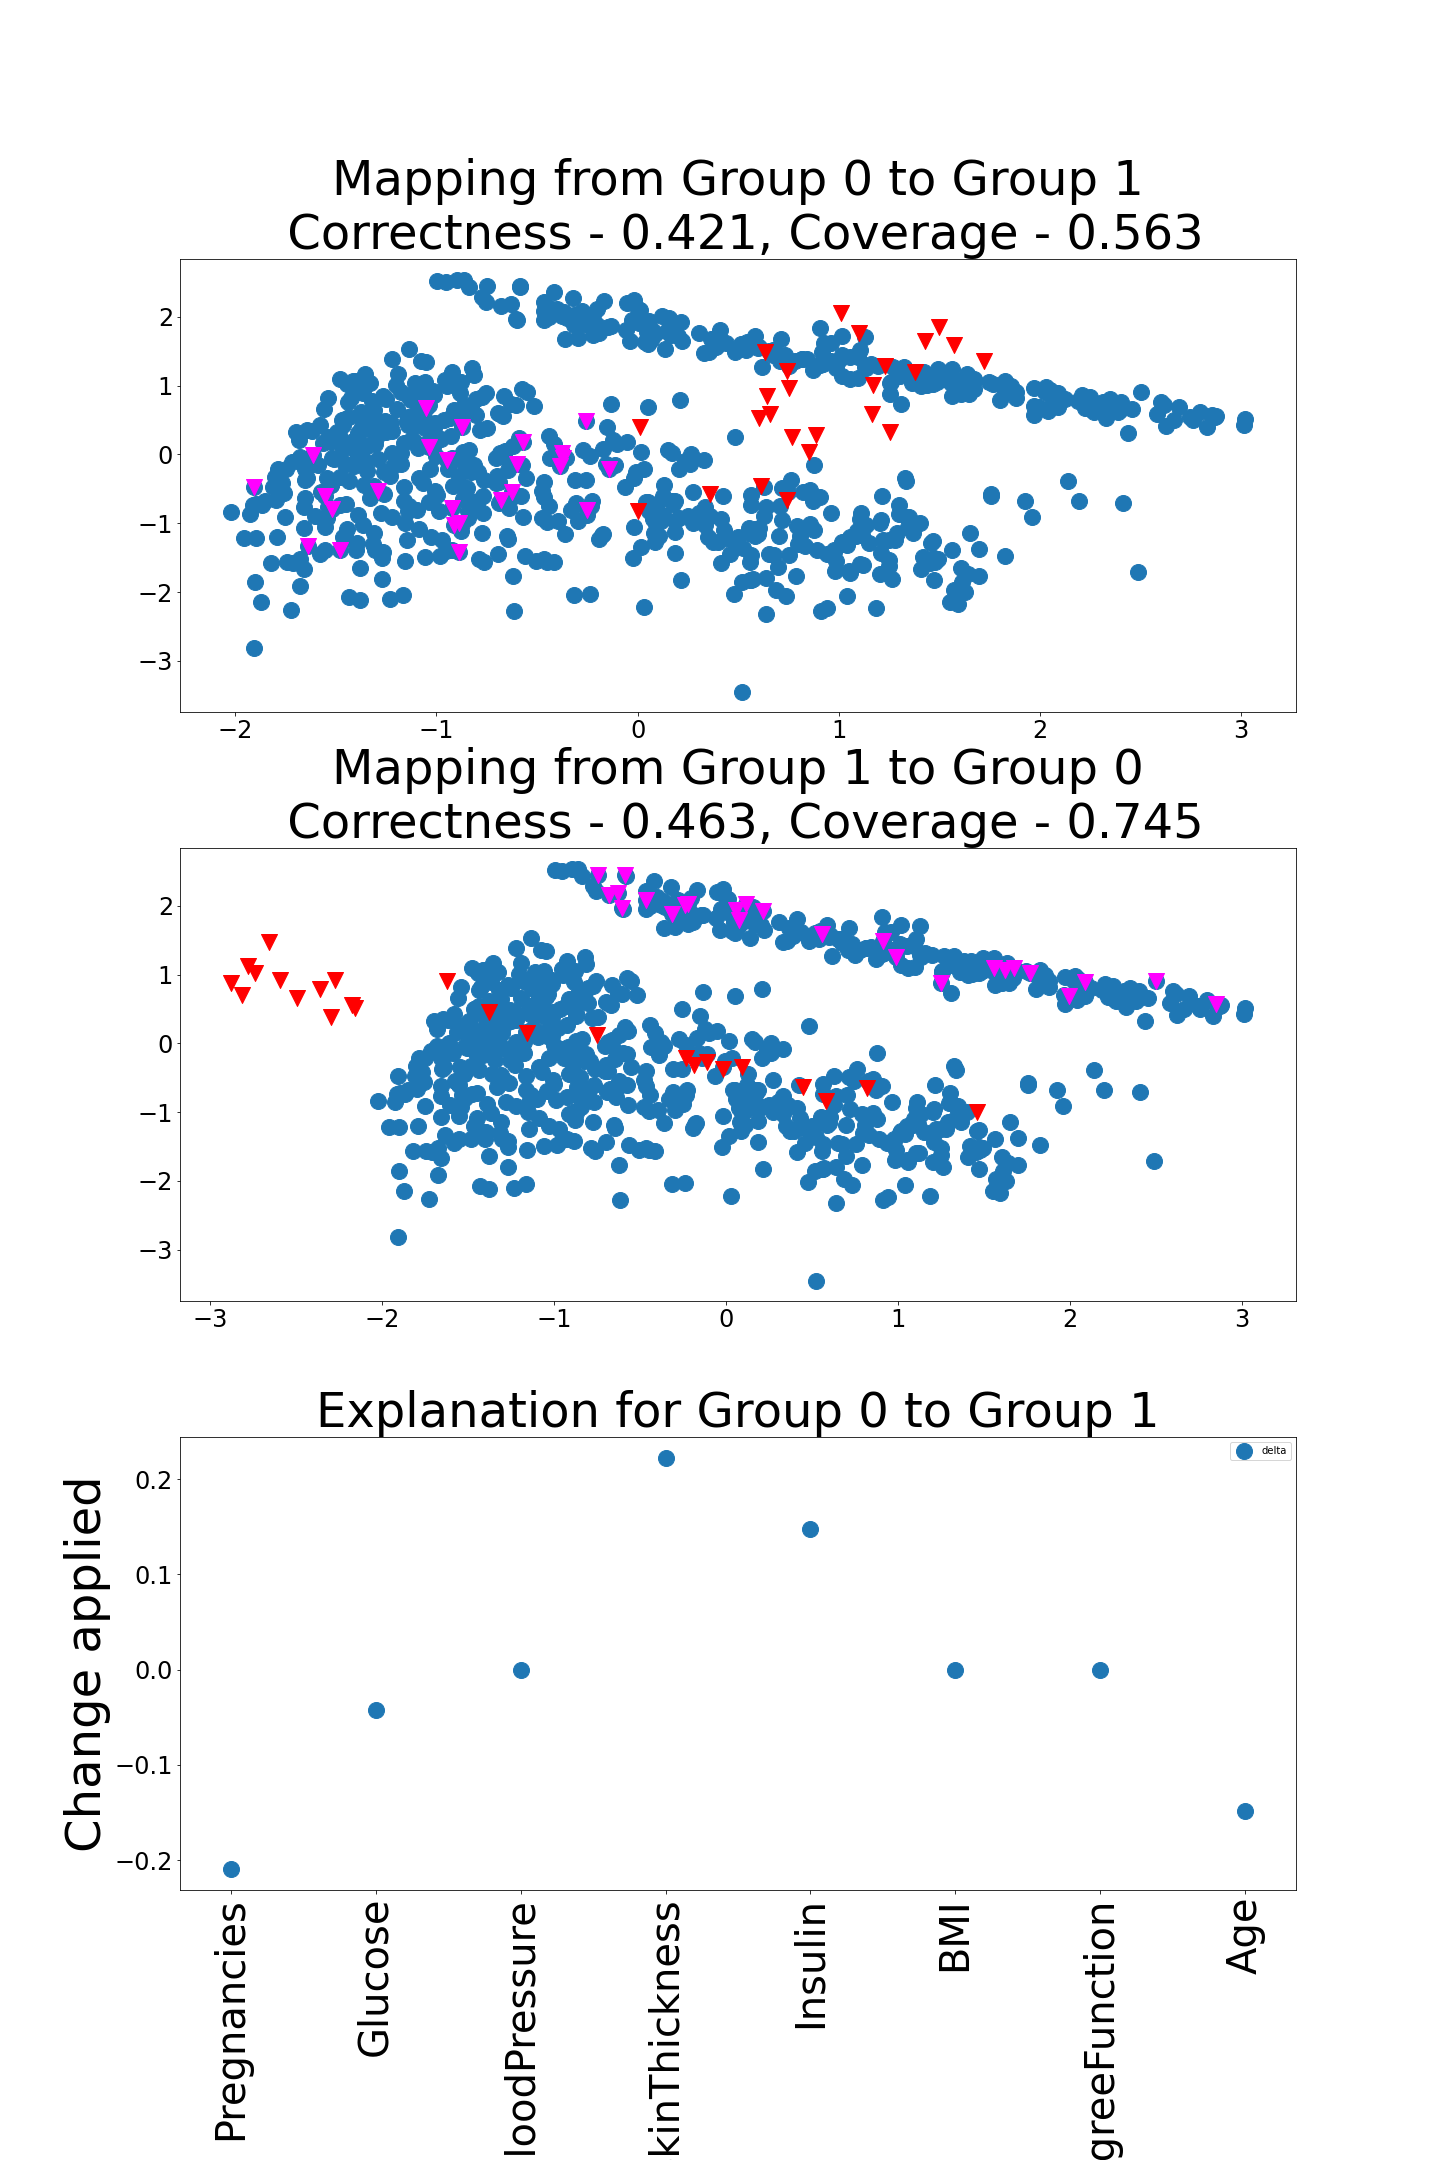 Mapping from Group 0 to Group 1
Correctness - 0.421, Coverage - 0.563
2
1
0
−1
−2
−3
−2 −1 0 1 2 3
Mapping from Group 1 to Group 0
Correctness - 0.463, Coverage - 0.745
2
1
0
−1
−2
−3
−3 −2 −1 0 1 2 3
Explanation for Group 0 to Group 1
delta
Change applied
0.2
0.1
0.0
−0.1
−0.2
Pregnancies
Glucose
loodPressure
kinThickness
Insulin
BMI
greeFunction
Age